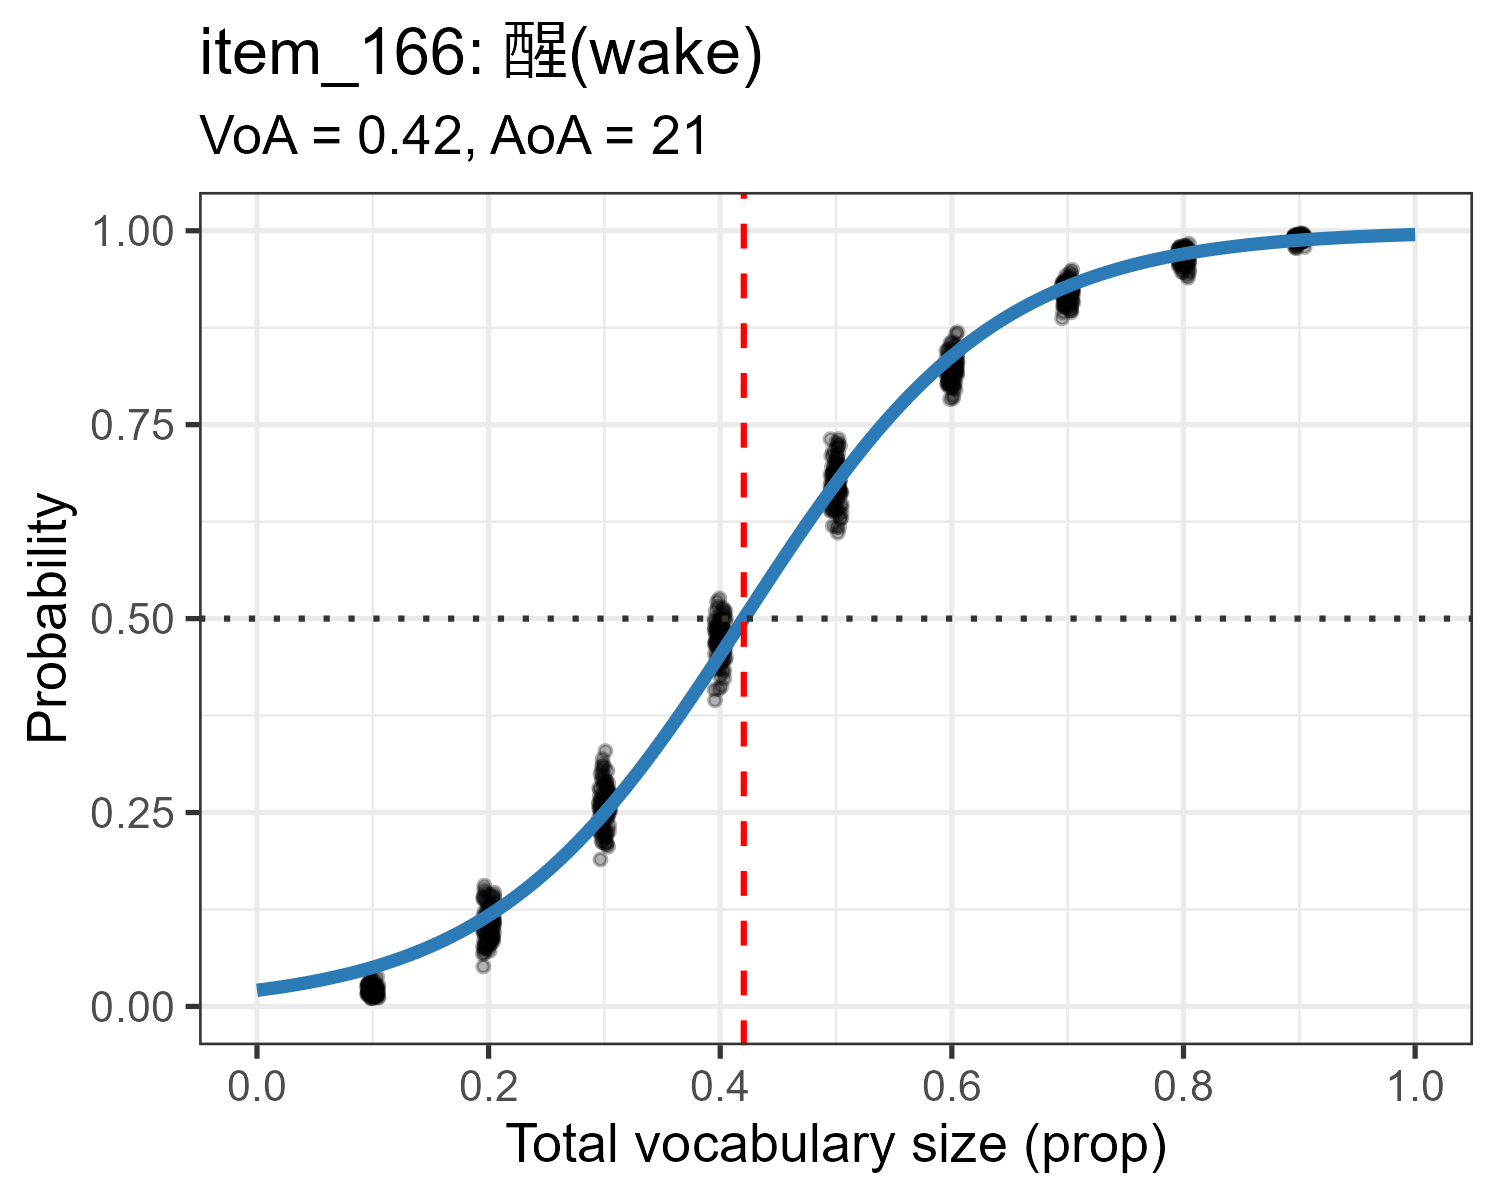 item_166: 醒(wake)
VoA = 0.42, AoA = 21
1.00
0.75
0.50
0.25
0.00
Probability
0.0 0.2 0.4 0.6 0.8 1.0
Total vocabulary size (prop)